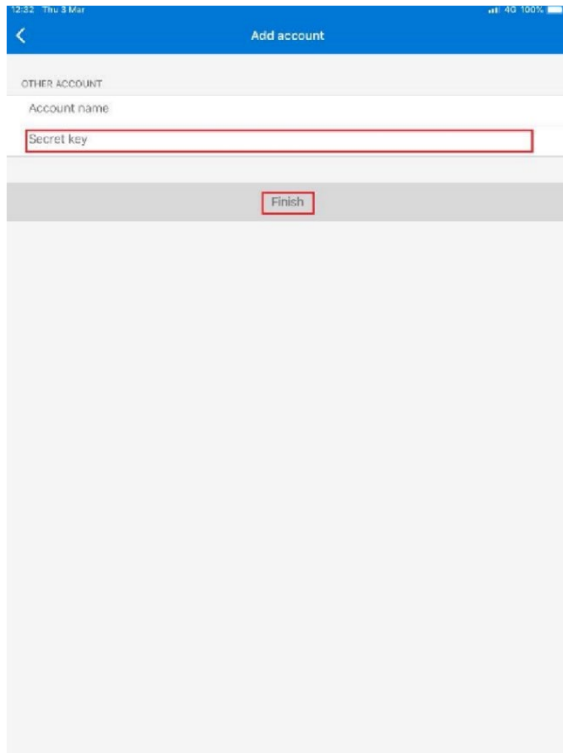 12:32 Thu 3 Mar 4G 100%
Add account
OTHER ACCOUNT
Account name
Secret key
Finish